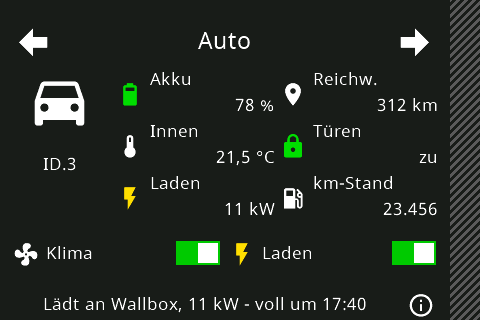 Auto
Akku
78 %
Reichw.
312 km
Innen
21,5 °C
Türen
zu
ID.3
Laden
11 kW
km-Stand
23.456
Klima
Laden
Lädt an Wallbox, 11 kW - voll um 17:40